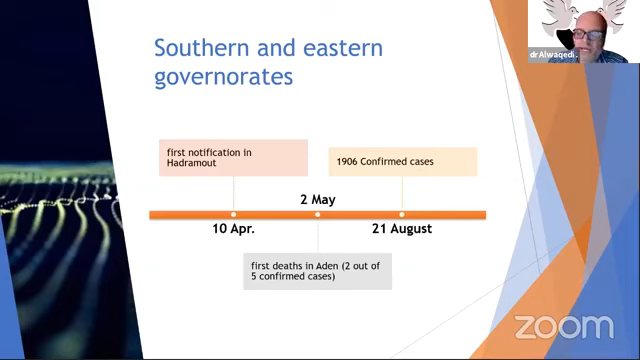 dr Alwaqedi
Southern and eastern
governorates
first notification in
Hadramout
1906 Confirmed cases
2 May
10 Apr.
21 August
first deaths in Aden (2 out of
5 confirmed cases)
zoom